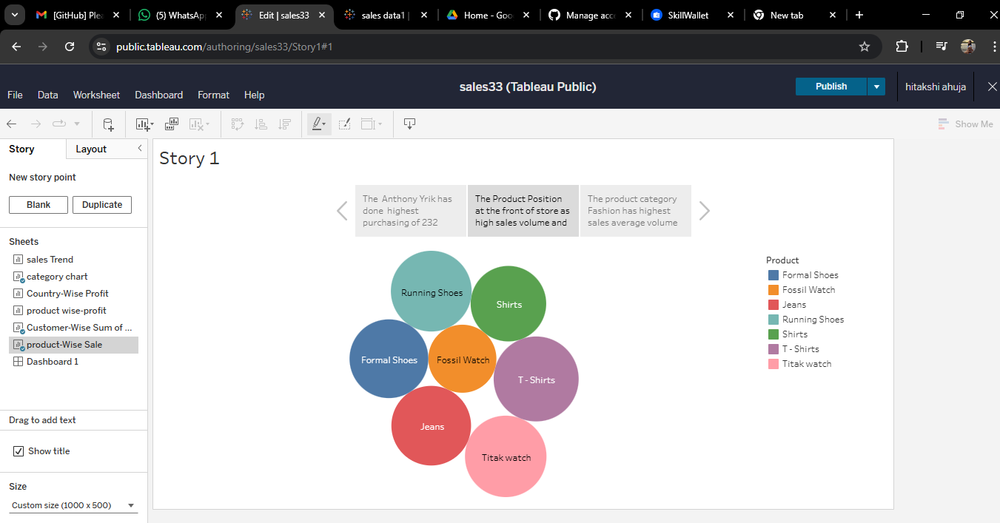 [GitHub] Plea
(5) WhatsApp
Edit | sales33
sales data1 |
Home - Goo
Manage acce
SkillWallet
New tab
public.tableau.com/authoring/sales33/Story1#1
sales33 (Tableau Public)
Publish
hitakshi ahuja
File Data Worksheet Dashboard Format Help
Show Me
Story Layout
New story point
Blank Duplicate
Sheets
sales Trend
category chart
Country-Wise Profit
product wise-profit
Customer-Wise Sum of ...
product-Wise Sale
Dashboard 1
Drag to add text
Show title
Size
Custom size (1000 x 500)
Story 1
The Anthony Yrik has
done highest
purchasing of 232
The Product Position
at the front of store as
high sales volume and
The product category
Fashion has highest
sales average volume
Running Shoes
Shirts
Formal Shoes
Fossil Watch
T - Shirts
Jeans
Titak watch
Product
Formal Shoes
Fossil Watch
Jeans
Running Shoes
Shirts
T - Shirts
Titak watch